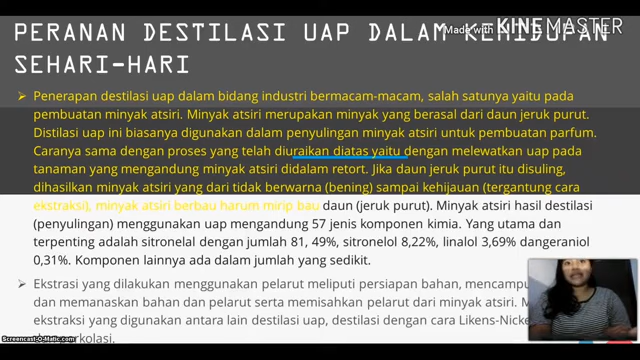 PERANAN DESTILASI UAP DALAM KEHIDUPAN
Made with KINEMASTER
SEHARI-HARI
Penerapan destilasi uap dalam bidang industri bermacam-macam, salah satunya yaitu pada
pembuatan minyak atsiri. Minyak atsiri merupakan minyak yang berasal dari daun jeruk purut.
Distilasi uap ini biasanya digunakan dalam penyulingan minyak atsiri untuk pembuatan parfum.
Caranya sama dengan proses yang telah diuraikan diatas yaitu dengan melewatkan uap pada
tanaman yang mengandung minyak atsiri didalam retort. Jika daun jeruk purut itu disuling,
dihasilkan minyak atsiri yang dari tidak berwarna (bening) sampai kehijauan (tergantung cara
ekstraksi), minyak atsiri berbau harum mirip bau daun (jeruk purut). Minyak atsiri hasil destilasi
(penyulingan) menggunakan uap mengandung 57 jenis komponen kimia. Yang utama dan
terpenting adalah sitronelal dengan jumlah 81, 49%, sitronelol 8,22%, linalol 3,69% dangeraniol
0,31%. Komponen lainnya ada dalam jumlah yang sedikit.
Ekstrasi yang dilakukan menggunakan pelarut meliputi persiapan bahan, mencampu
dan memanaskan bahan dan pelarut serta memisahkan pelarut dari minyak atsiri. M
ekstraksi yang digunakan antara lain destilasi uap, destilasi dengan cara Likens-Nicke
perkolasi.
Screencast-O-Matic.com